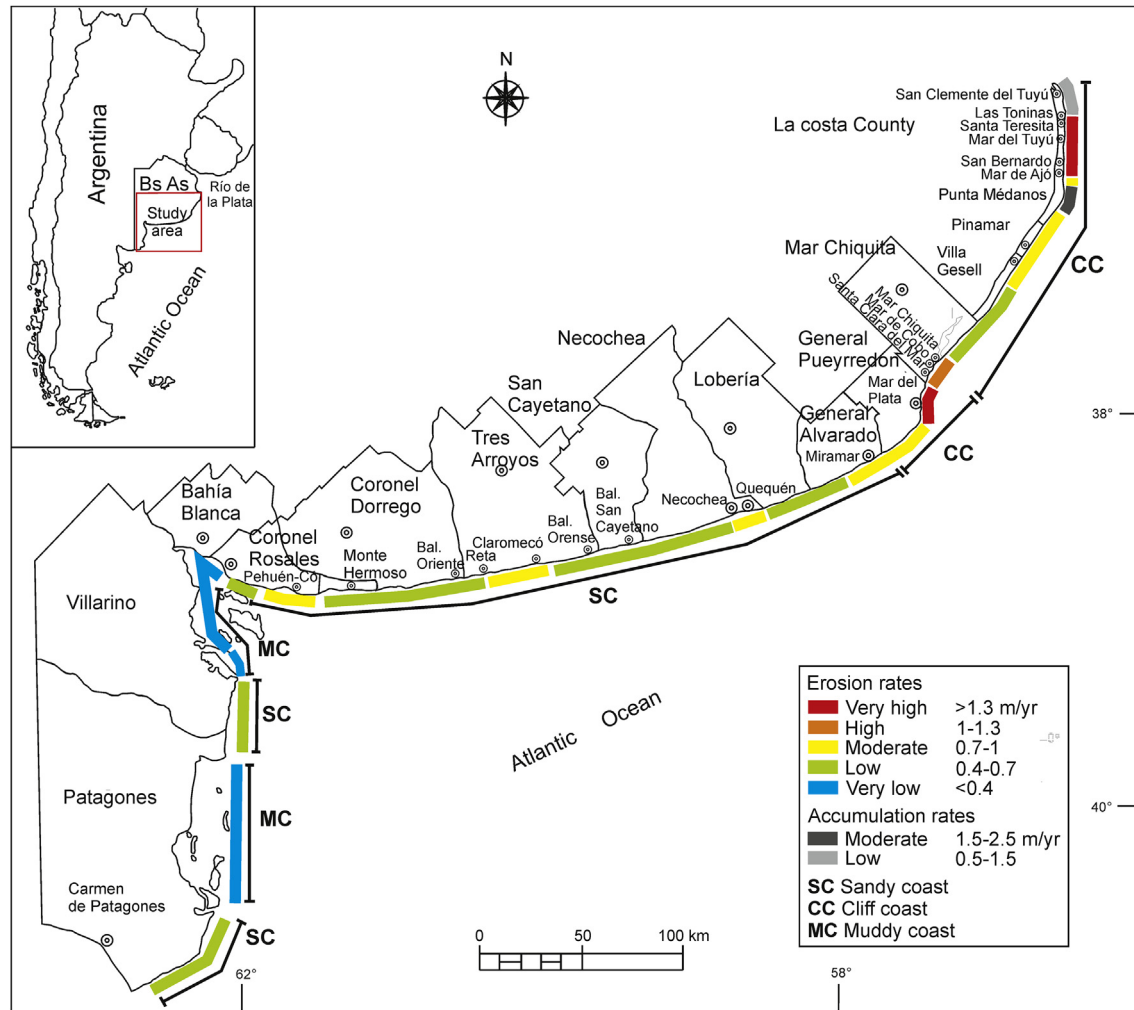 N
Argentina
Bs As
Río de
la Plata
Study
area
Atlantic Ocean
La costa County
San Clemente del Tuyú
Las Toninas
Santa Teresita
Mar del Tuyú
San Bernardo
Mar de Ajó
Punta Médanos
Pinamar
Villa
Gesell
CC
Mar Chiquita
Mar Chiquita
Mar de Cobo
Santa Clara del Mar
General
Pueyrredón
Mar del
Plata
38°
CC
Necochea
Lobería
General
Alvarado
Miramar
San
Cayetano
Tres
Arroyos
Bal.
San
Cayetano
Necochea
Quequén
Bal.
Orense
Claromecó
Reta
Bal.
Oriente
Coronel
Dorrego
Monte
Hermoso
Bahía
Blanca
Coronel
Rosales
Pehuén-Co
SC
Villarino
MC
SC
Atlantic Ocean
Patagones
MC
Carmen
de Patagones
SC
62°
58°
40°
0 50 100 km
Erosion rates
Very high >1.3 m/yr
High 1-1.3
Moderate 0.7-1
Low 0.4-0.7
Very low <0.4
Accumulation rates
Moderate 1.5-2.5 m/yr
Low 0.5-1.5
SC Sandy coast
CC Cliff coast
MC Muddy coast